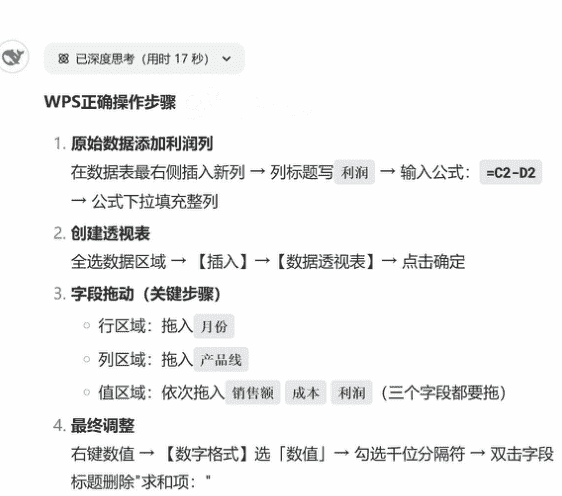 已深度思考（用时 17 秒）
WPS正确操作步骤
1. 原始数据添加利润列
在数据表最右侧插入新列 → 列标题写 利润 → 输入公式：=C2-D2
→ 公式下拉填充整列
2. 创建透视表
全选数据区域 → 【插入】→【数据透视表】→ 点击确定
3. 字段拖动（关键步骤）
○ 行区域：拖入 月份
○ 列区域：拖入 产品线
○ 值区域：依次拖入 销售额 成本 利润 （三个字段都要拖）
4. 最终调整
右键数值 → 【数字格式】选「数值」→ 勾选千位分隔符 → 双击字段
标题删除"求和项："